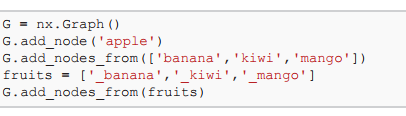 G = nx.Graph()
G.add_node('apple')
G.add_nodes_from(['banana','kiwi','mango'])
fruits = ['_banana','_kiwi','_mango']
G.add_nodes_from(fruits)